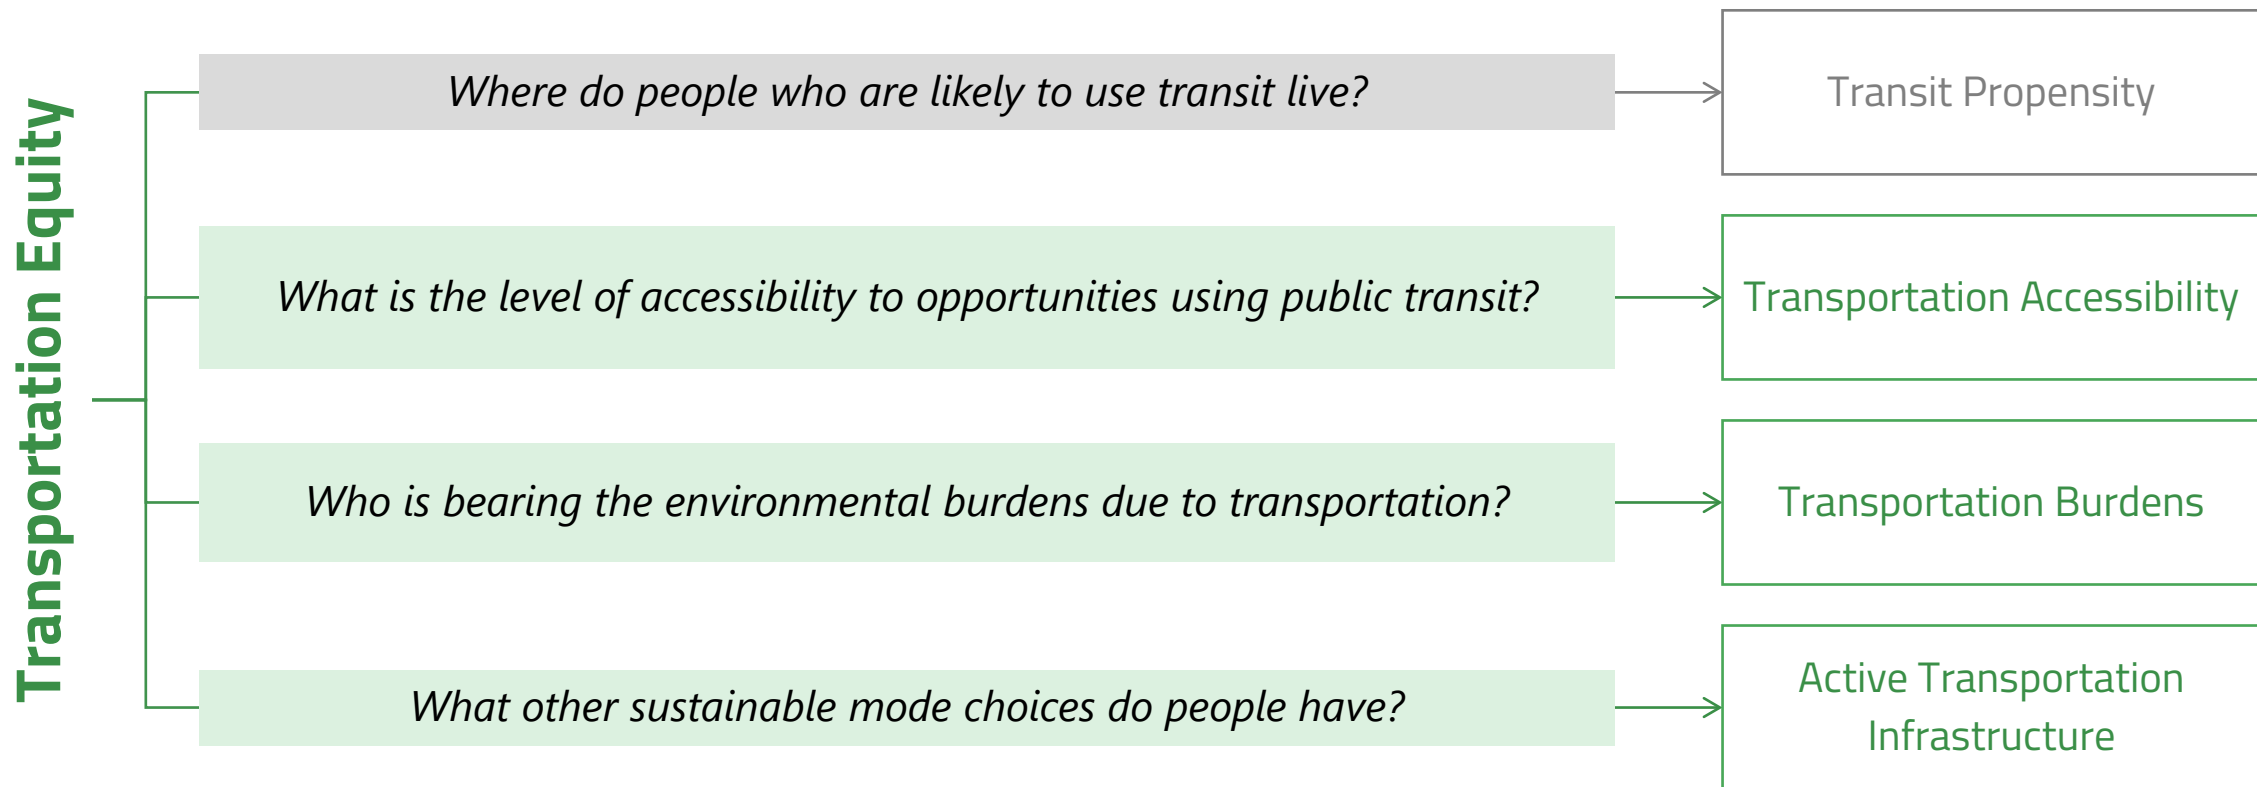 Transportation Equity
Where do people who are likely to use transit live?
Transit Propensity
What is the level of accessibility to opportunities using public transit?
Transportation Accessibility
Who is bearing the environmental burdens due to transportation?
Transportation Burdens
What other sustainable mode choices do people have?
Active Transportation
Infrastructure